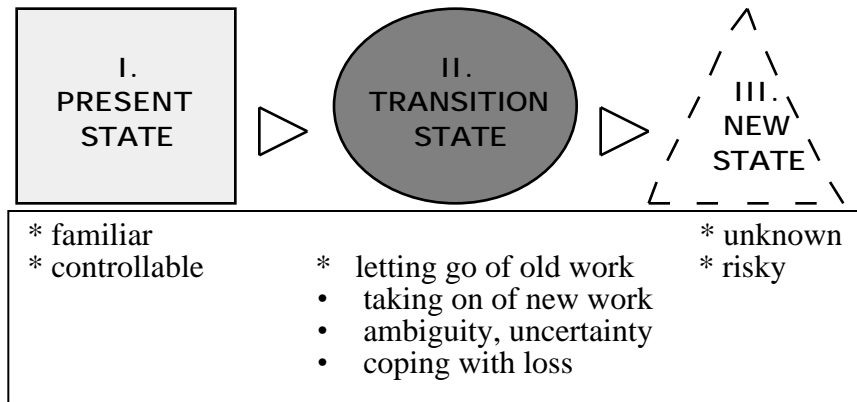 I.
PRESENT
STATE
II.
TRANSITION
STATE
III.
NEW
STATE
* familiar
* controllable
* letting go of old work
• taking on of new work
• ambiguity, uncertainty
• coping with loss
* unknown
* risky